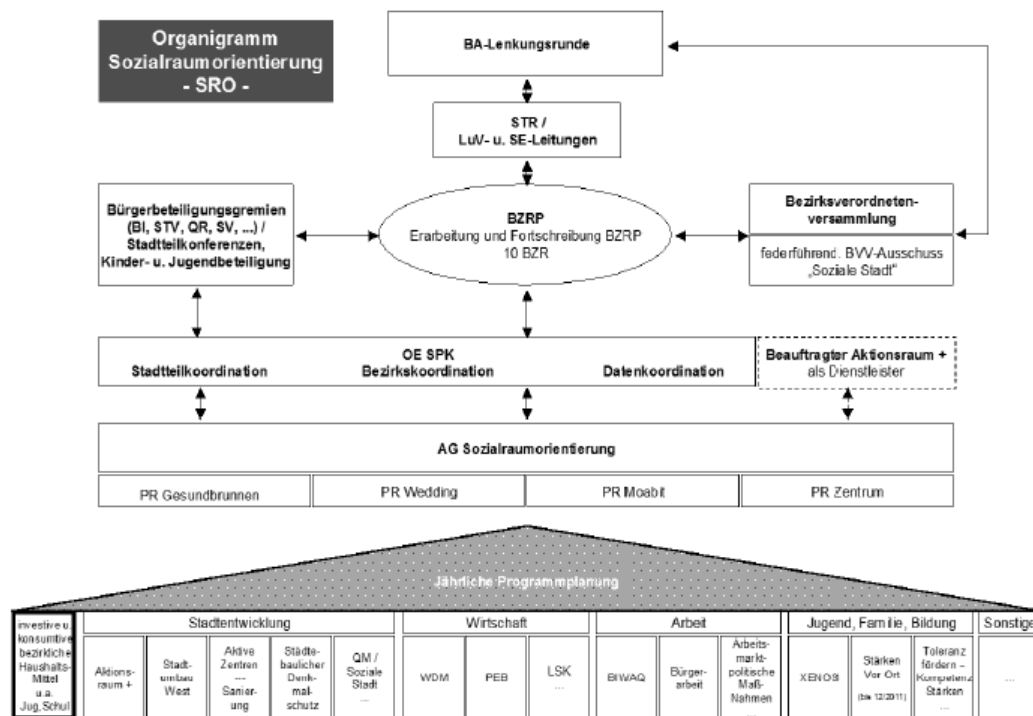 Organigramm
Sozialraumorientierung
- SRO -
BA-Lenkungsrunde
STR /
LuV- u. SE-Leitungen
Bürgerbeteiligungsgremien
(BI, STV, QR, SV, ...) /
Stadtteilkonferenzen,
Kinder- u. Jugendbeteiligung
BZRP
Erarbeitung und Fortschreibung BZRP
10 BZR
Bezirksverordneten-
versammlung
federführend. BVV-Ausschuss
„Soziale Stadt“
OE SPK
Stadtteilkoordination
Bezirkskoordination
Datenkoordination
Beauftragter Aktionsraum +
als Dienstleister
AG Sozialraumorientierung
PR Gesundbrunnen
PR Wedding
PR Moabit
PR Zentrum
Jährliche Programmplanung
investive u.
konsumtive
bezirkliche
Haushalts-
Mittel
u.a.
Jug, Schul
Stadtentwicklung
Aktions-
raum +
Stadt-
umbau
West
Aktive
Zentren
---
Sanier-
ung
Städte-
baulicher
Denk-
mal-
schutz
QM /
Soziale
Stadt
...
Wirtschaft
WDM
PEB
LSK
...
Arbeit
BIWAQ
Bürger-
arbeit
Arbeits-
markt-
politische
Maß-
Nahmen
...
Jugend, Familie, Bildung
XENOS
Stärken
Vor Ort
(bis 12/2011)
Toleranz
fördern –
Kompetenz
Stärken
...
Sonstige
...